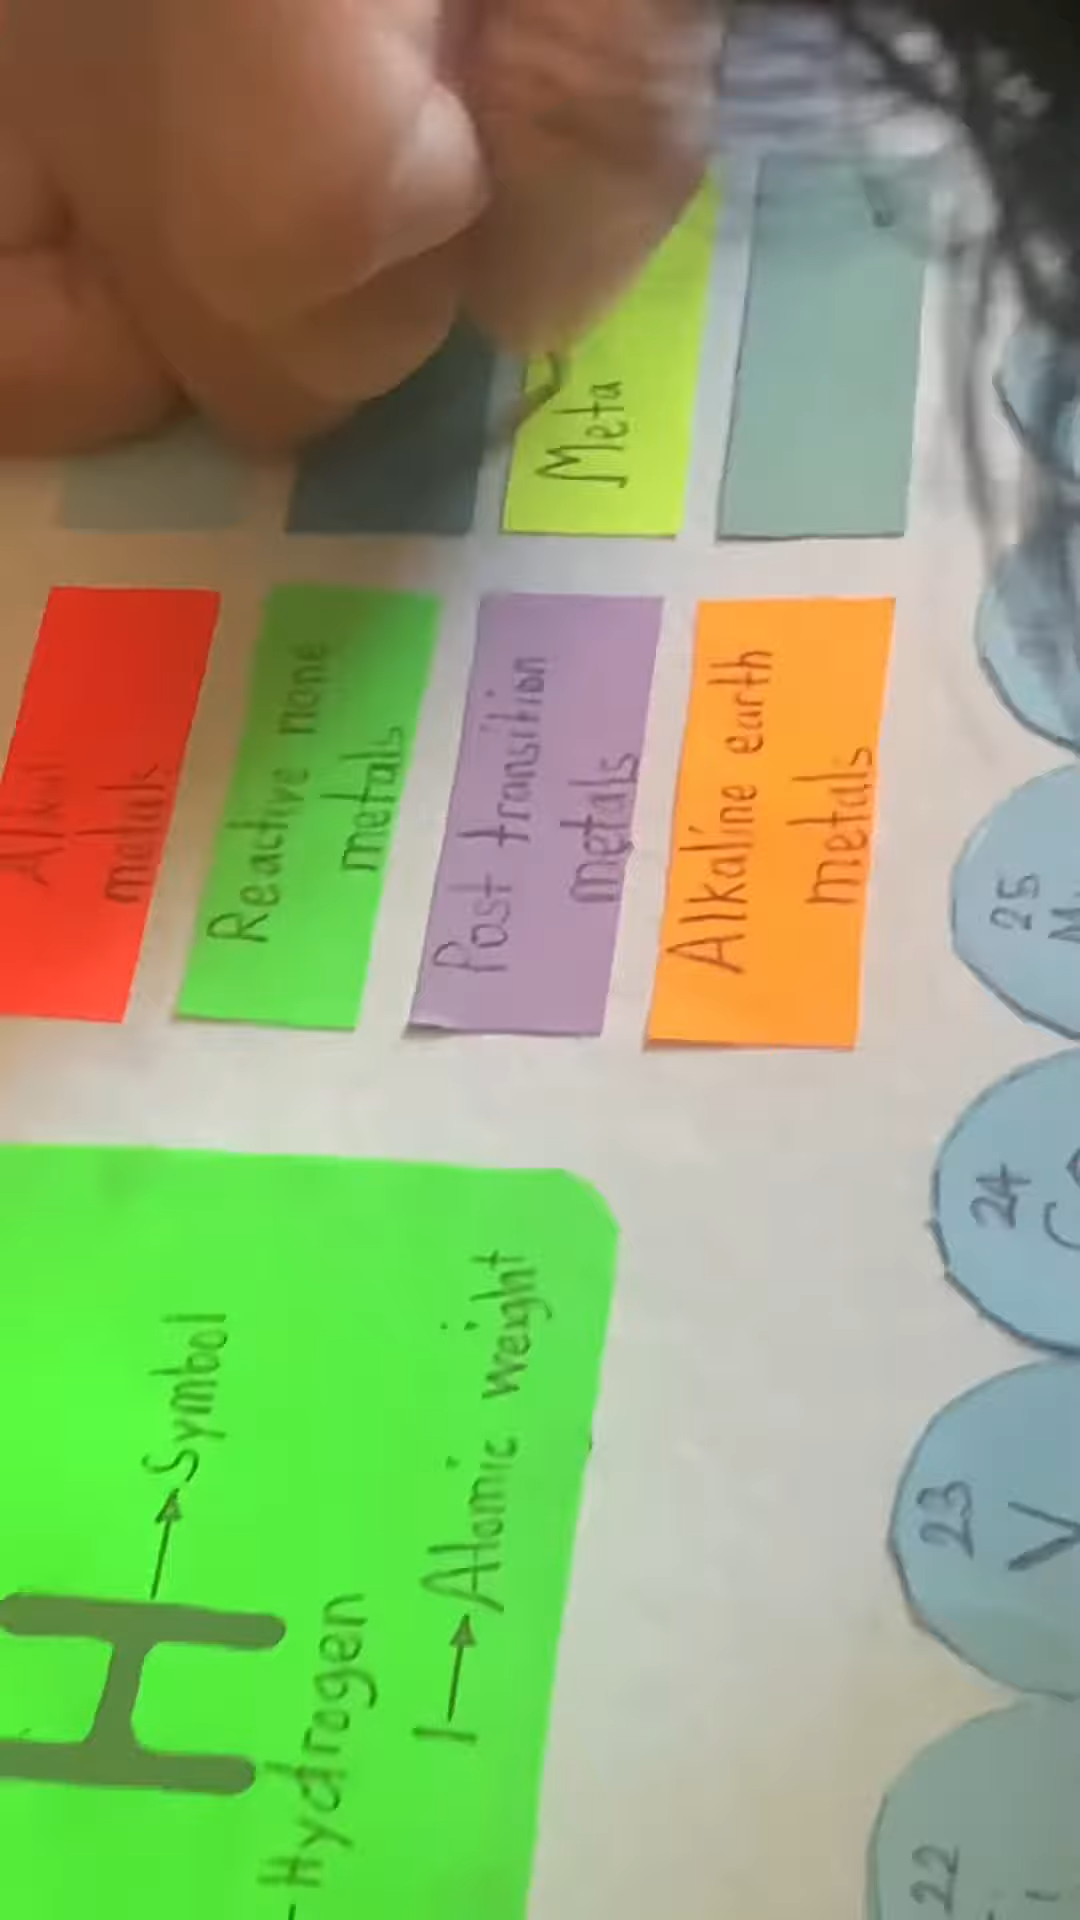 Meta
Alkali
metals
Reactive none
metals
Post transition
metals
Alkaline earth
metals
H → Symbol
Hydrogen
1 → Atomic weight
22
23
V
24
25